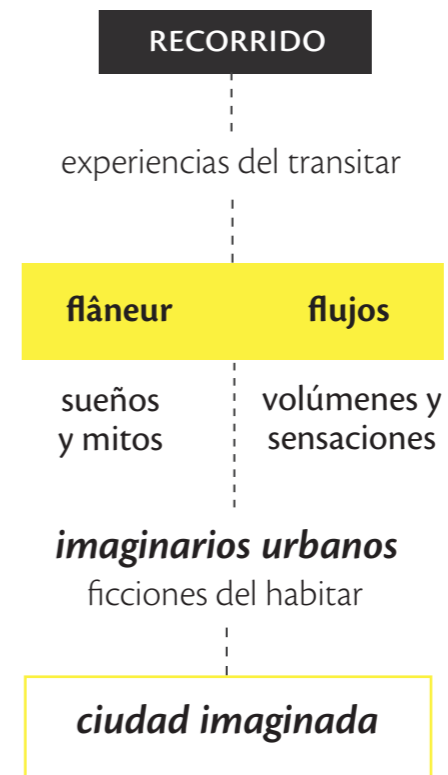 RECORRIDO
experiencias del transitar
flâneur
flujos
sueños
y mitos
volúmenes y
sensaciones
imaginarios urbanos
ficciones del habitar
ciudad imaginada